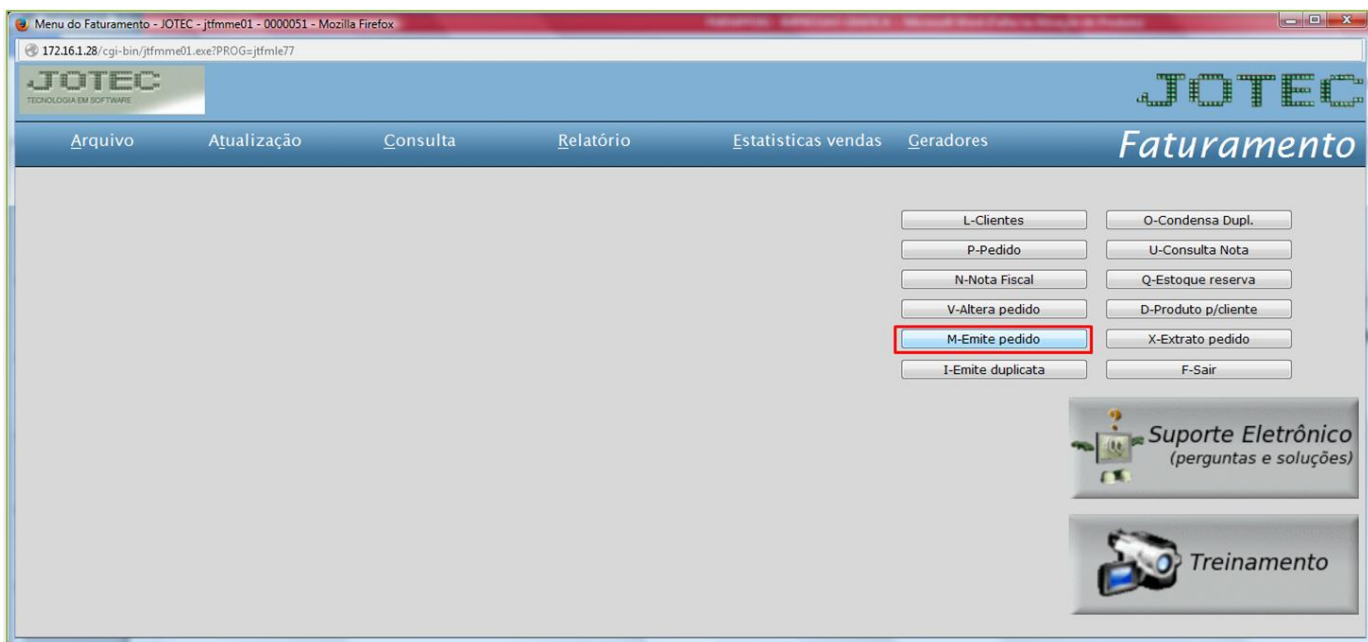 Menu do Faturamento - JOTEC - jtfmme01 - 0000051 - Mozilla Firefox
172.16.1.28/cgi-bin/jtfmme01.exe?PROG=jtfmle77
JOTEC
TECNOLOGIA EM SOFTWARE
JOTEC
Arquivo Atualização Consulta Relatório Estatisticas vendas Geradores Faturamento
L-Clientes O-Condensa Dupl.
P-Pedido U-Consulta Nota
N-Nota Fiscal Q-Estoque reserva
V-Altera pedido D-Produto p/cliente
M-Emite pedido X-Extrato pedido
I-Emite duplicata F-Sair
Suporte Eletrônico
(perguntas e soluções)
Treinamento